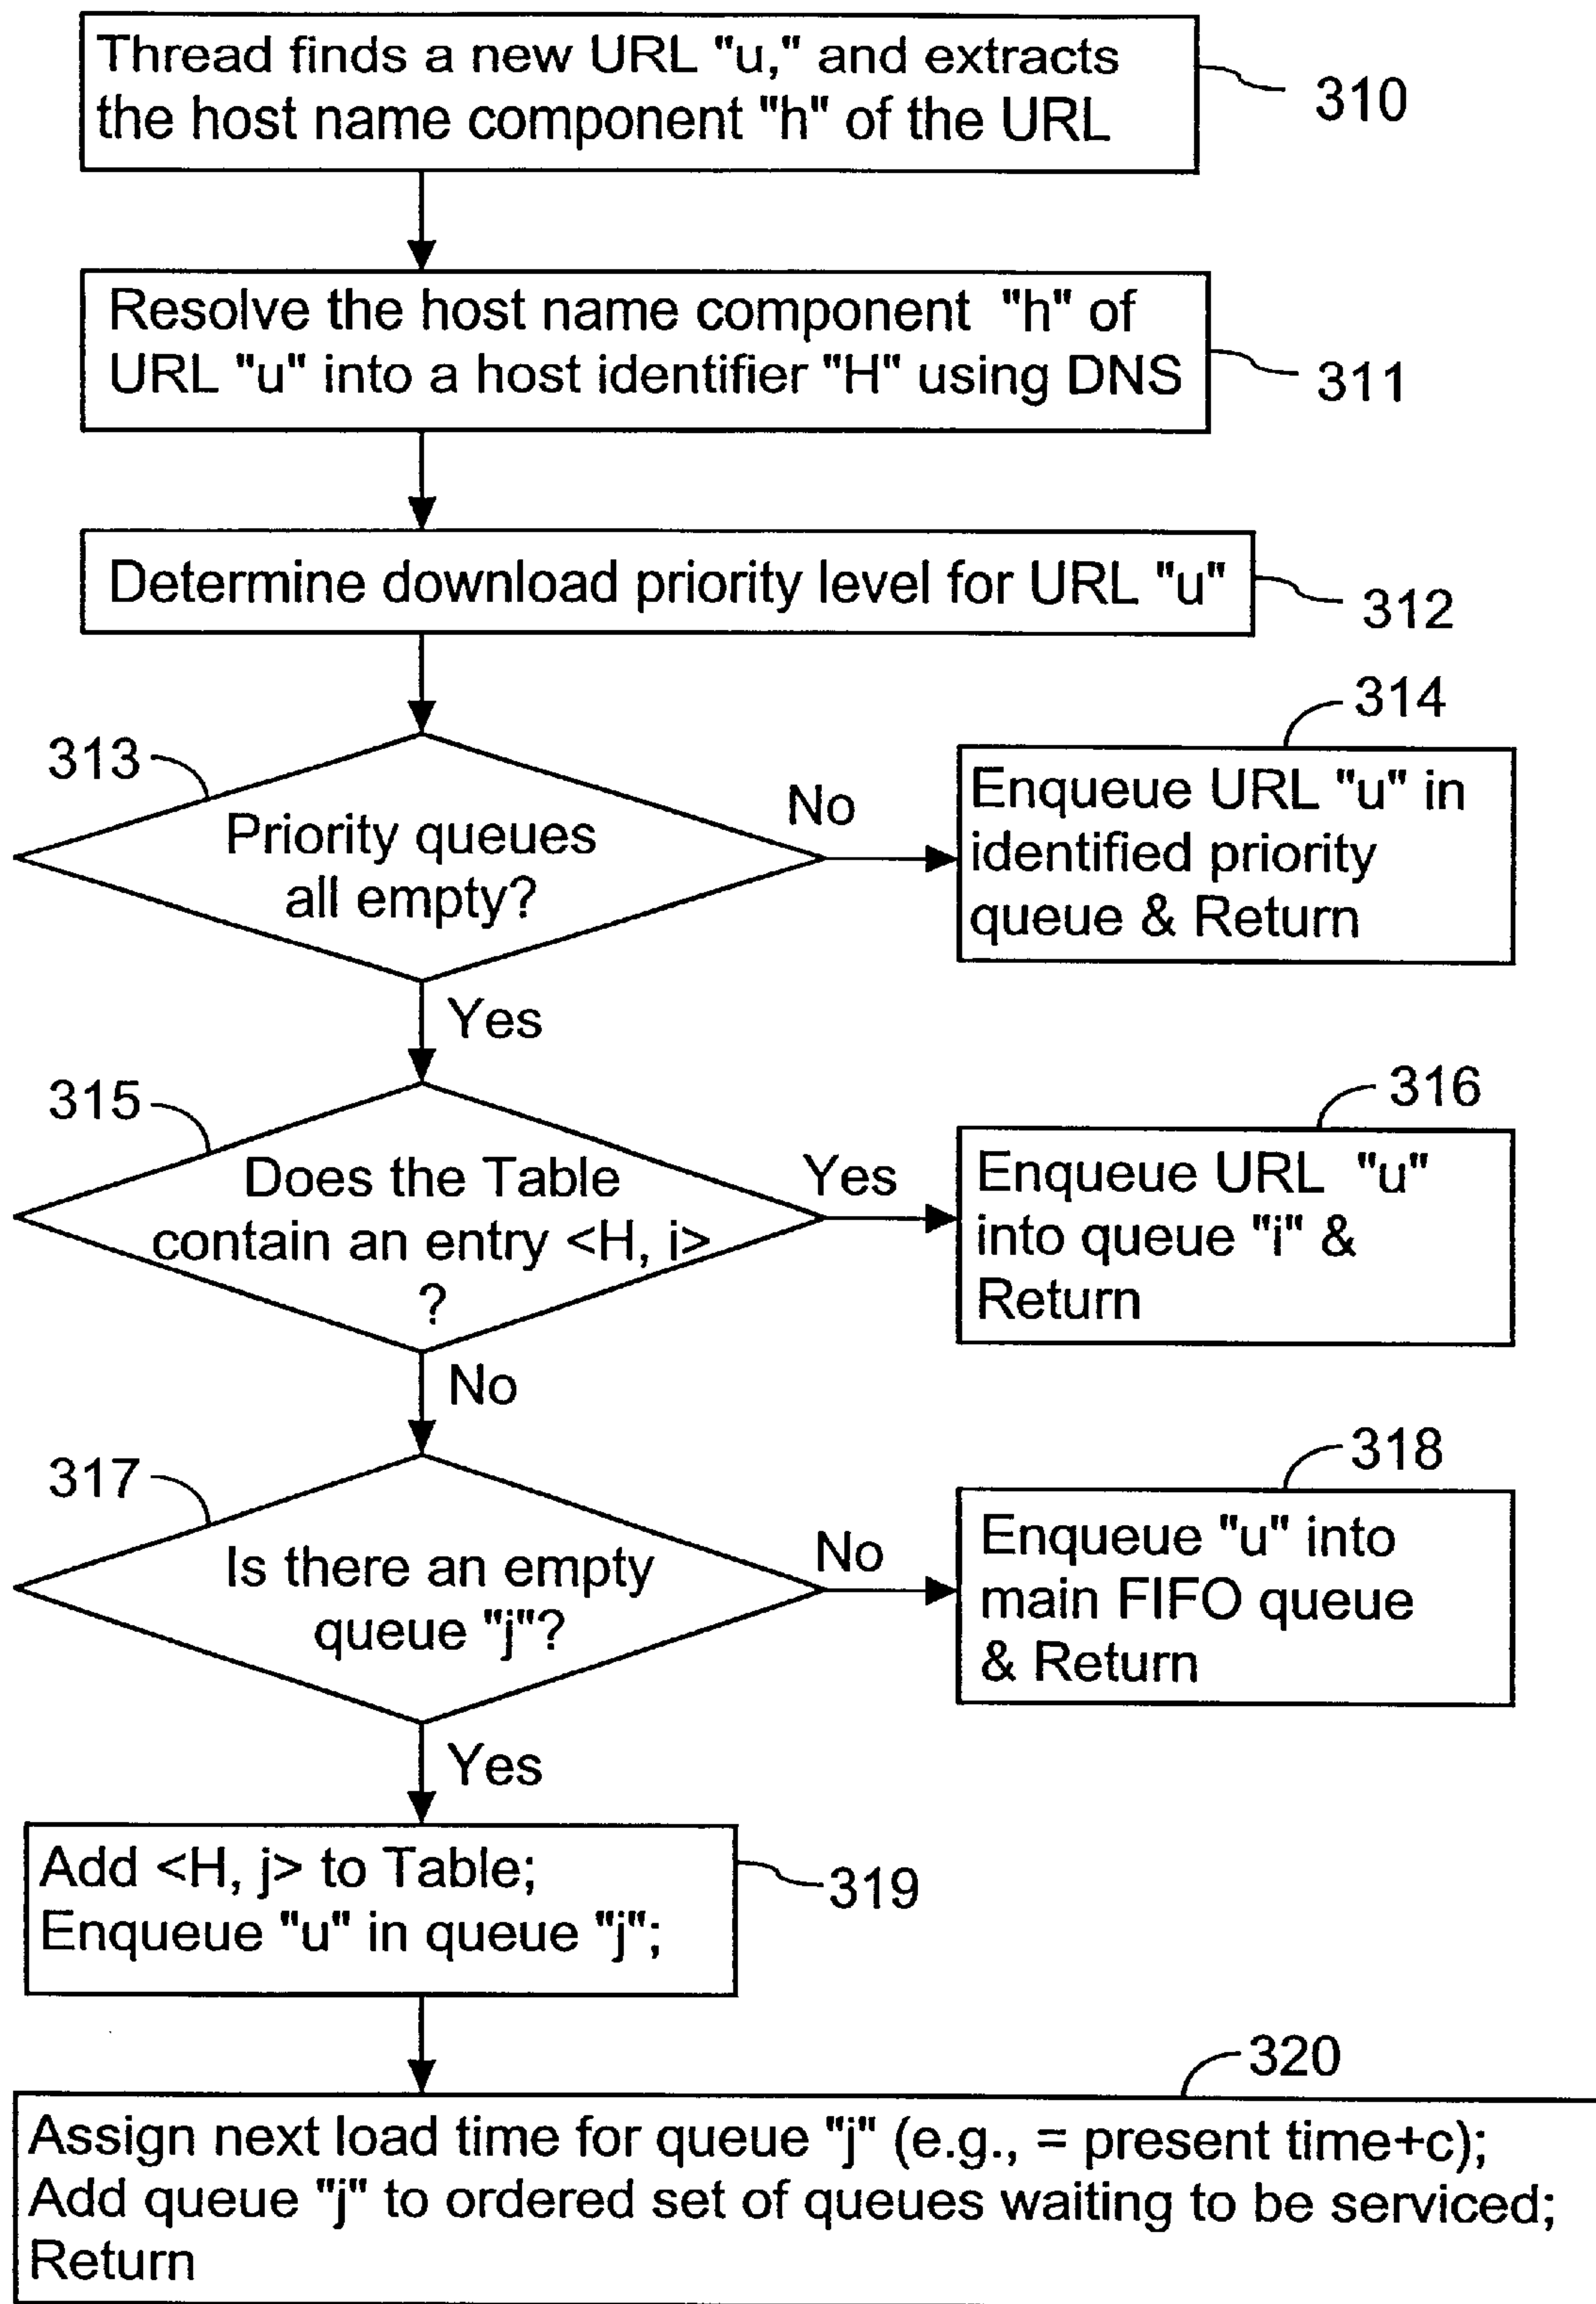 Thread finds a new URL "u," and extracts
the host name component "h" of the URL
310
Resolve the host name component "h" of
URL "u" into a host identifier "H" using DNS
311
Determine download priority level for URL "u"
312
313
Priority queues
all empty?
No
314
Enqueue URL "u" in
identified priority
queue & Return
Yes
315
Does the Table
contain an entry <H, i>
?
Yes
316
Enqueue URL "u"
into queue "i" &
Return
No
317
Is there an empty
queue "j"?
No
318
Enqueue "u" into
main FIFO queue
& Return
Yes
Add <H, j> to Table;
Enqueue "u" in queue "j";
319
320
Assign next load time for queue "j" (e.g., = present time+c);
Add queue "j" to ordered set of queues waiting to be serviced;
Return